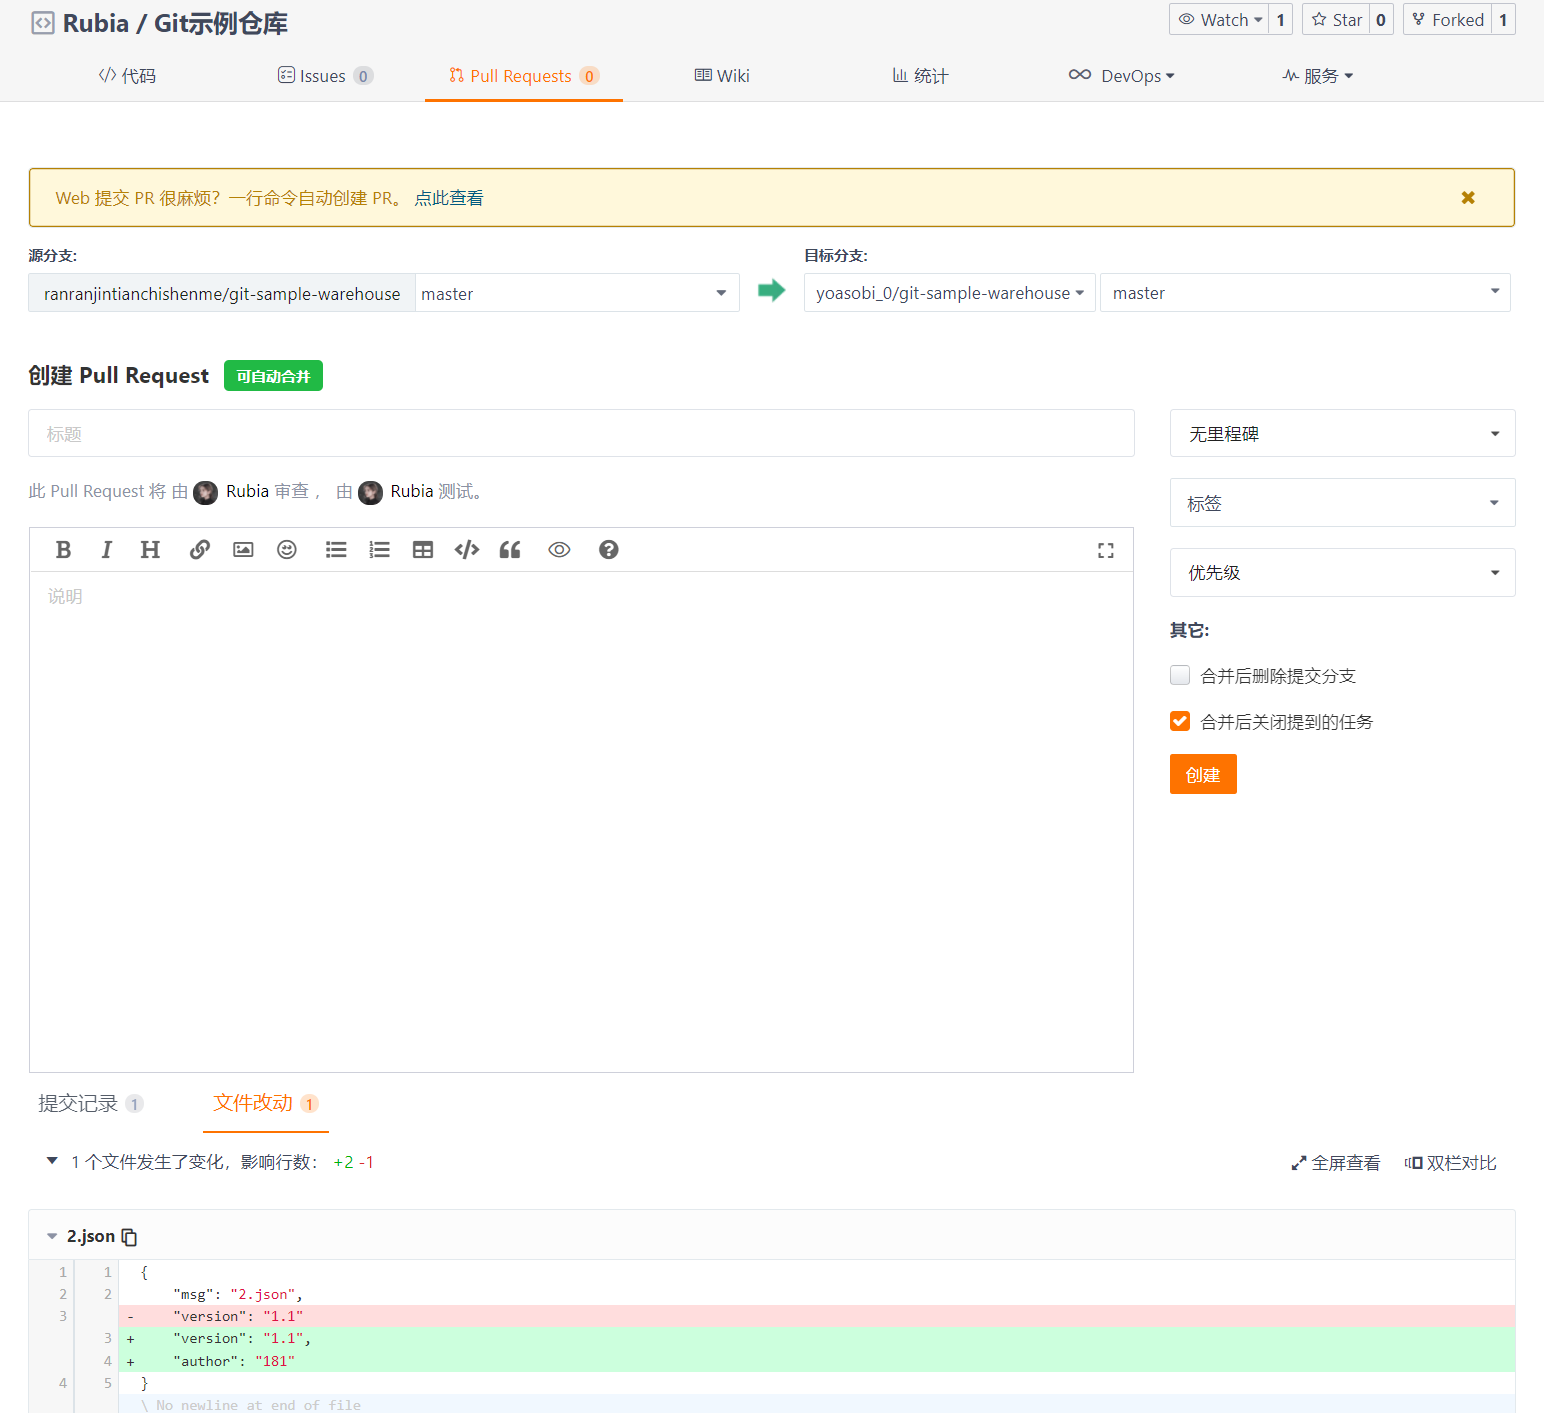 Rubia / Git示例仓库
Watch 1 Star 0 Forked 1
代码 Issues 0 Pull Requests 0 Wiki 统计 DevOps 服务
Web 提交 PR 很麻烦？一行命令自动创建 PR。 点此查看
源分支: 目标分支:
ranranjintianchishenme/git-sample-warehouse master yoasobi_0/git-sample-warehouse master
创建 Pull Request 可自动合并
标题 无里程碑
此 Pull Request 将 由 Rubia 审查 ， 由 Rubia 测试。
标签
B I H
优先级
说明
其它:
合并后删除提交分支
合并后关闭提到的任务
创建
提交记录 1 文件改动 1
1 个文件发生了变化，影响行数： +2 -1 全屏查看 双栏对比
2.json
1 1 {
2 2 "msg": "2.json",
3 - "version": "1.1"
3 + "version": "1.1",
4 + "author": "181"
4 5 }
\ No newline at end of file